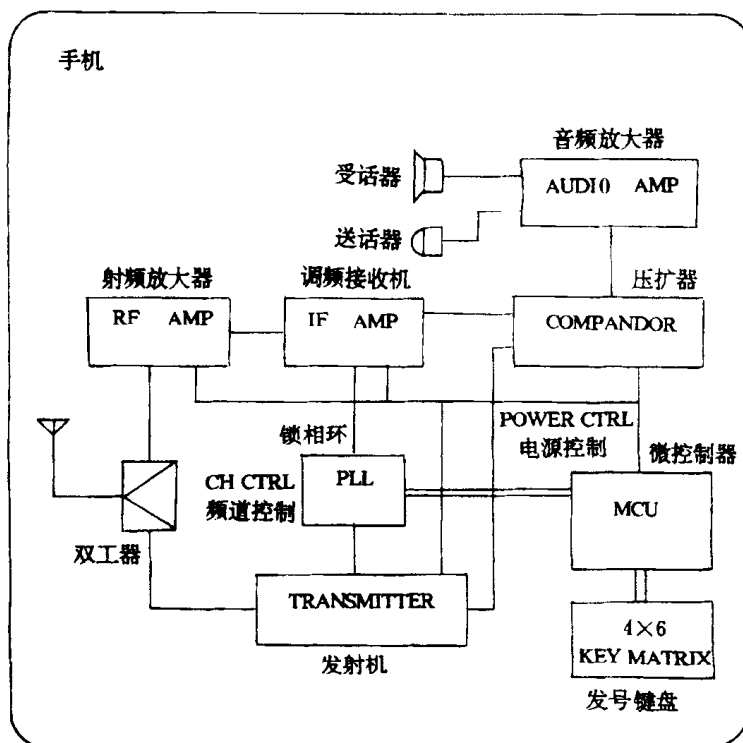 手机
音频放大器
受话器
AUDIO AMP
送话器
射频放大器
调频接收机
压扩器
RF AMP
IF AMP
COMPANDOR
POWER CTRL
电源控制
锁相环
微控制器
CH CTRL
频道控制
PLL
MCU
双工器
TRANSMITTER
发射机
4×6
KEY MATRIX
发号键盘